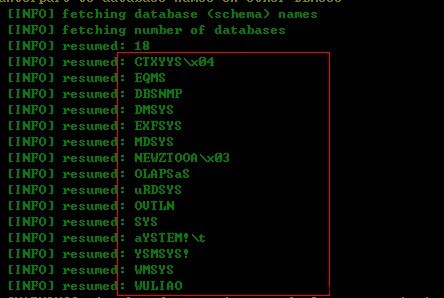 [INFO] fetching database (schema) names
[INFO] fetching number of databases
[INFO] resumed: 18
[INFO] resumed: CTXYYS\x04
[INFO] resumed: EQMS
[INFO] resumed: DBSNMP
[INFO] resumed: DMSYS
[INFO] resumed: EXFSYS
[INFO] resumed: MDSYS
[INFO] resumed: NEWZTOOA\x03
[INFO] resumed: OLAPSaS
[INFO] resumed: uRDSYS
[INFO] resumed: OVTLN
[INFO] resumed: SYS
[INFO] resumed: aYSTEM!\t
[INFO] resumed: YSMSYS!
[INFO] resumed: WMSYS
[INFO] resumed: WULIAO